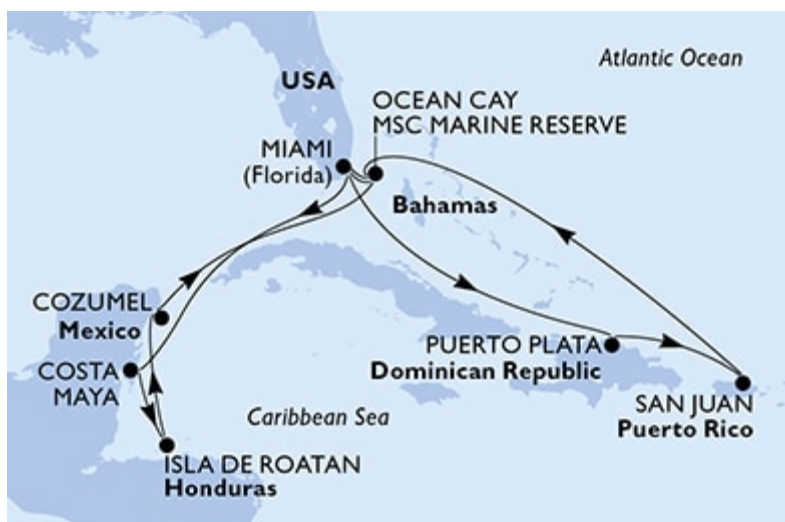 Atlantic Ocean
USA
OCEAN CAY
MSC MARINE RESERVE
MIAMI
(Florida)
Bahamas
COZUMEL
Mexico
COSTA
MAYA
PUERTO PLATA
Dominican Republic
SAN JUAN
Puerto Rico
Caribbean Sea
ISLA DE ROATAN
Honduras